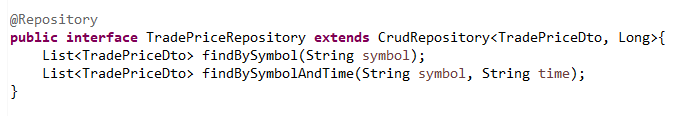 @Repository
public interface TradePriceRepository extends CrudRepository<TradePriceDto, Long>{
    List<TradePriceDto> findBySymbol(String symbol);
    List<TradePriceDto> findBySymbolAndTime(String symbol, String time);
}